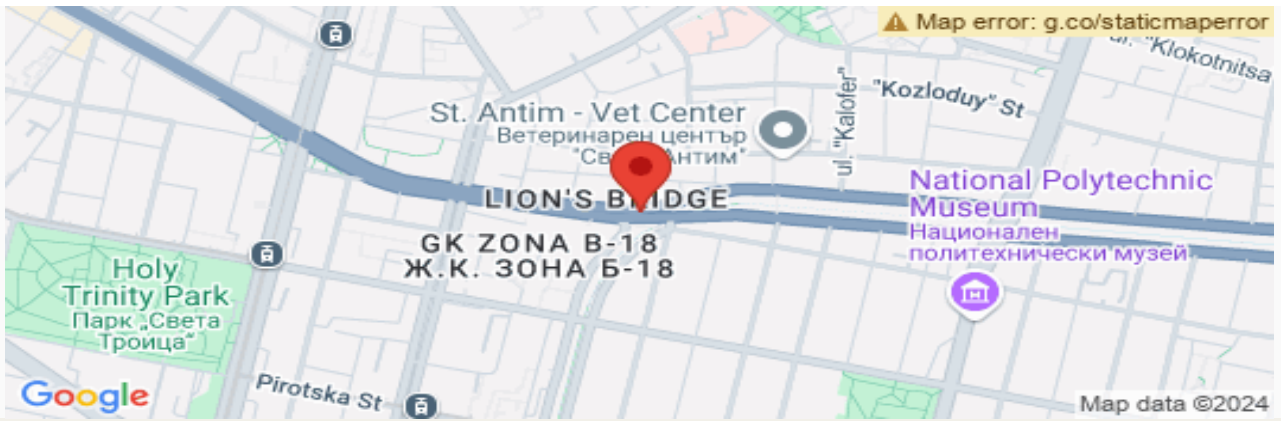 Map error: g.co/staticmaperror
ul. "Klokotnitsa
"Kozloduy" St
ul. "Kalofer"
St. Antim - Vet Center
Ветеринарен център
"Св Антим"
LION'S BRIDGE
National Polytechnic
Museum
Национален
политехнически музей
GK ZONA B-18
Ж.К. ЗОНА Б-18
Holy
Trinity Park
Парк „Света
Троица“
Pirotska St
Google
Map data ©2024